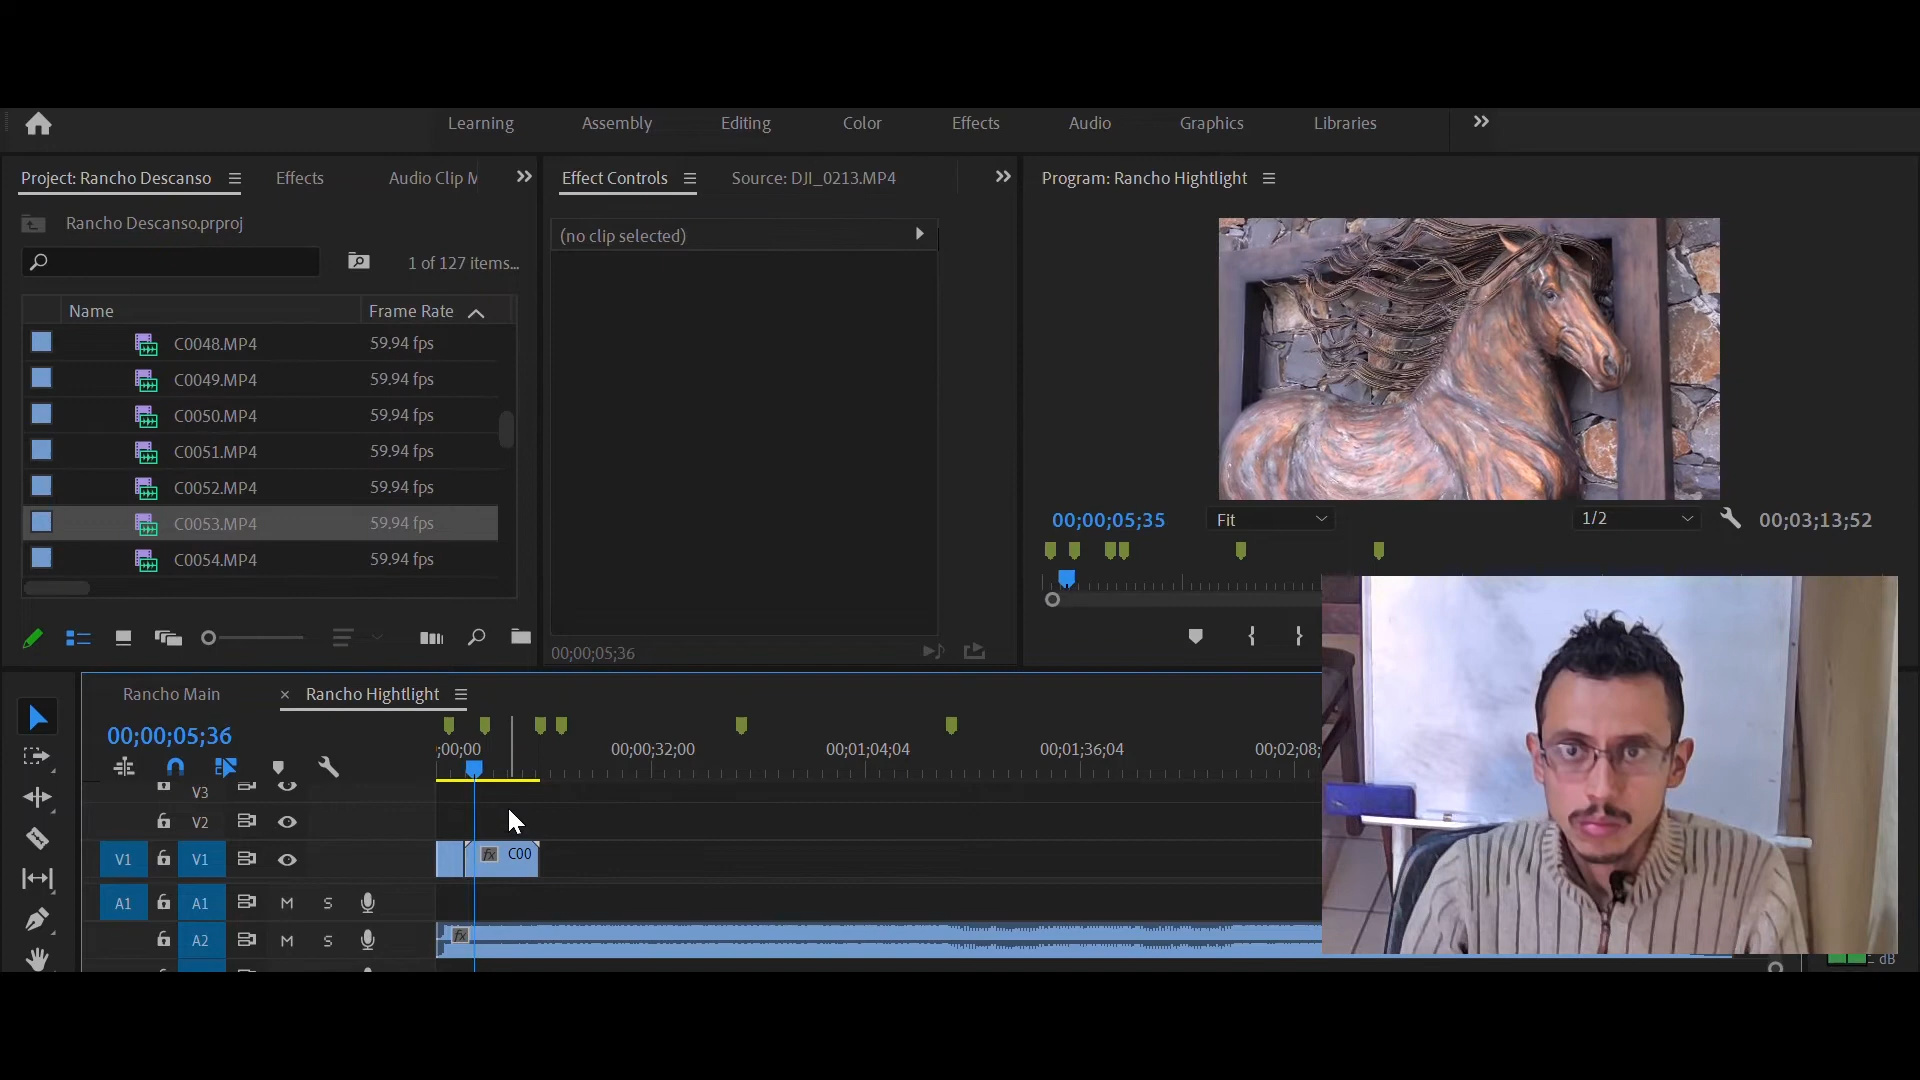 Learning Assembly Editing Color Effects Audio Graphics Libraries
Project: Rancho Descanso Effects Audio Clip M
Effect Controls Source: DJI_0213.MP4
Program: Rancho Hightlight
Rancho Descanso.prproj
(no clip selected)
1 of 127 items...
Name Frame Rate
C0048.MP4 59.94 fps
C0049.MP4 59.94 fps
C0050.MP4 59.94 fps
C0051.MP4 59.94 fps
C0052.MP4 59.94 fps
C0053.MP4 59.94 fps
C0054.MP4 59.94 fps
00;00;05;35 Fit 1/2 00;03;13;52
00;00;05;36
Rancho Main × Rancho Hightlight
00;00;05;36
;00;00 00;00;32;00 00;01;04;04 00;01;36;04 00;02;08;
V3
V2
V1 V1 fx C00
A1 A1 M S
A2 M S fx
dB